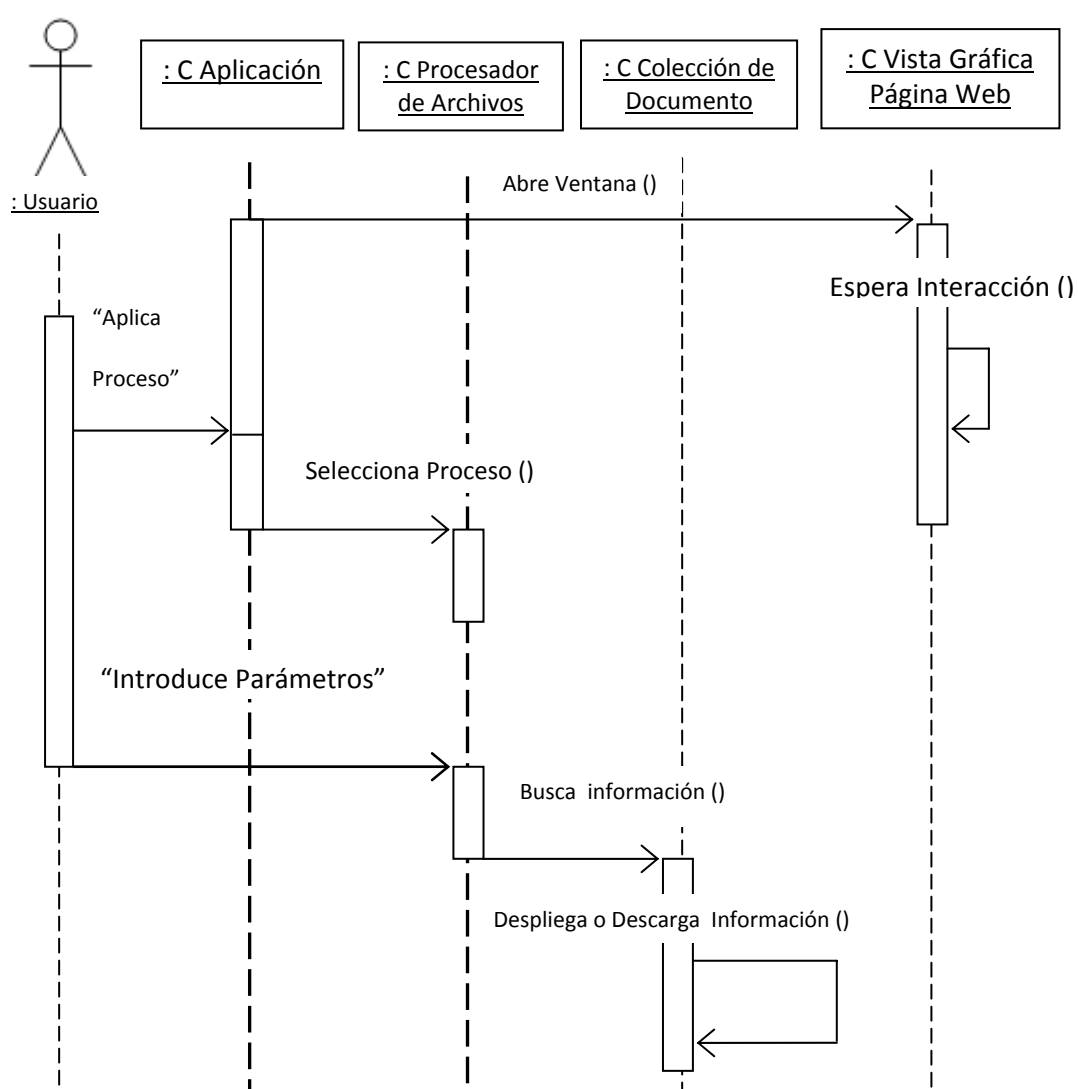 : C Aplicación
: C Procesador
de Archivos
: C Colección de
Documento
: C Vista Gráfica
Página Web
: Usuario
Abre Ventana ()
Espera Interacción ()
“Aplica
Proceso”
Selecciona Proceso ()
“Introduce Parámetros”
Busca información ()
Despliega o Descarga Información ()